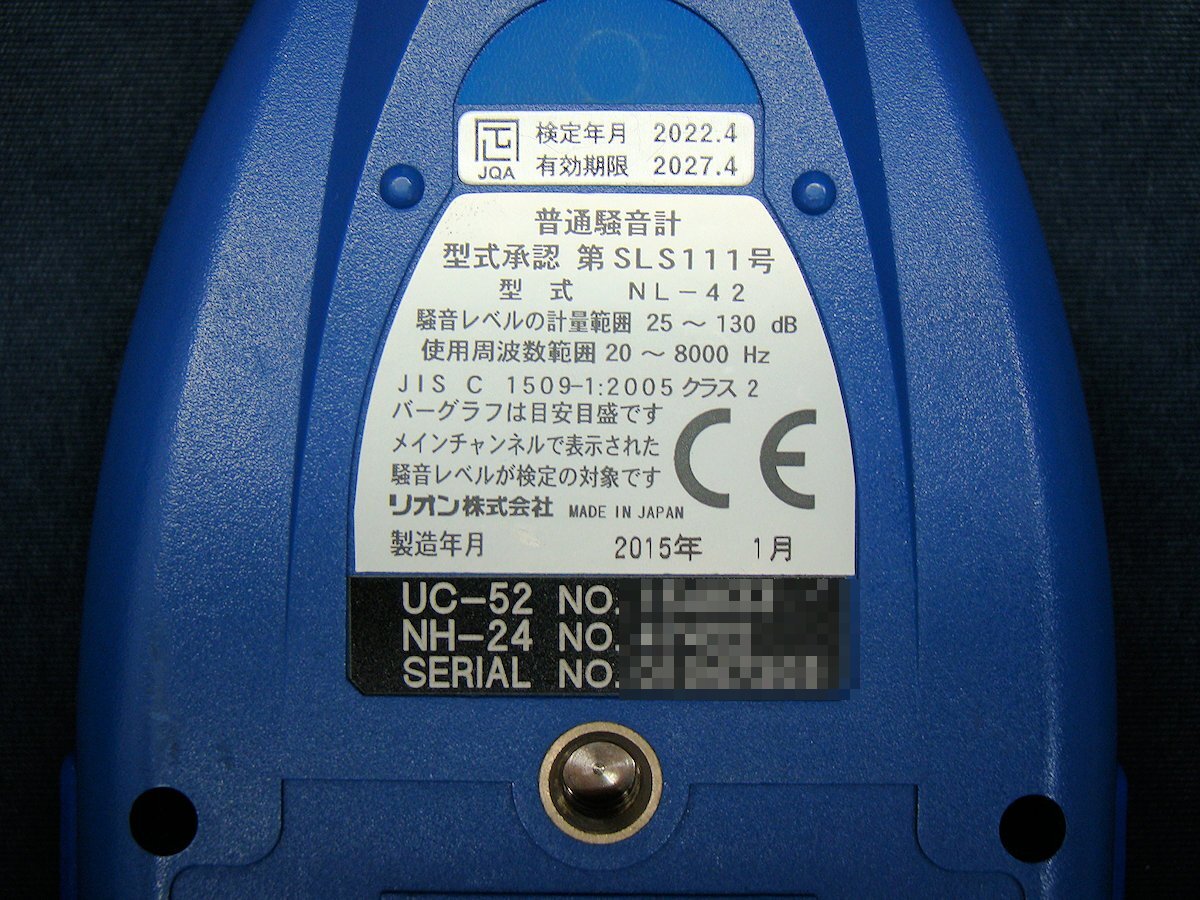 JQA
検定年月 2022.4
有効期限 2027.4
普通騒音計
型式承認 第SLS111号
型式 NL-42
騒音レベルの計量範囲 25～130 dB
使用周波数範囲 20～8000 Hz
JIS C 1509-1:2005 クラス2
バーグラフは目安目盛です
メインチャンネルで表示された
騒音レベルが検定の対象です
CE
リオン株式会社 MADE IN JAPAN
製造年月 2015年 1月
UC-52 NO.
NH-24 NO.
SERIAL NO.